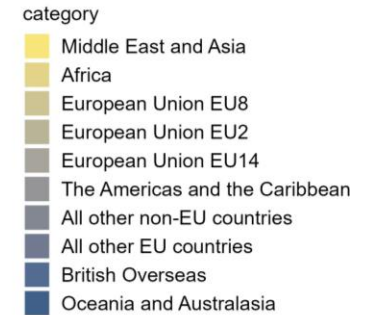 category
Middle East and Asia
Africa
European Union EU8
European Union EU2
European Union EU14
The Americas and the Caribbean
All other non-EU countries
All other EU countries
British Overseas
Oceania and Australasia